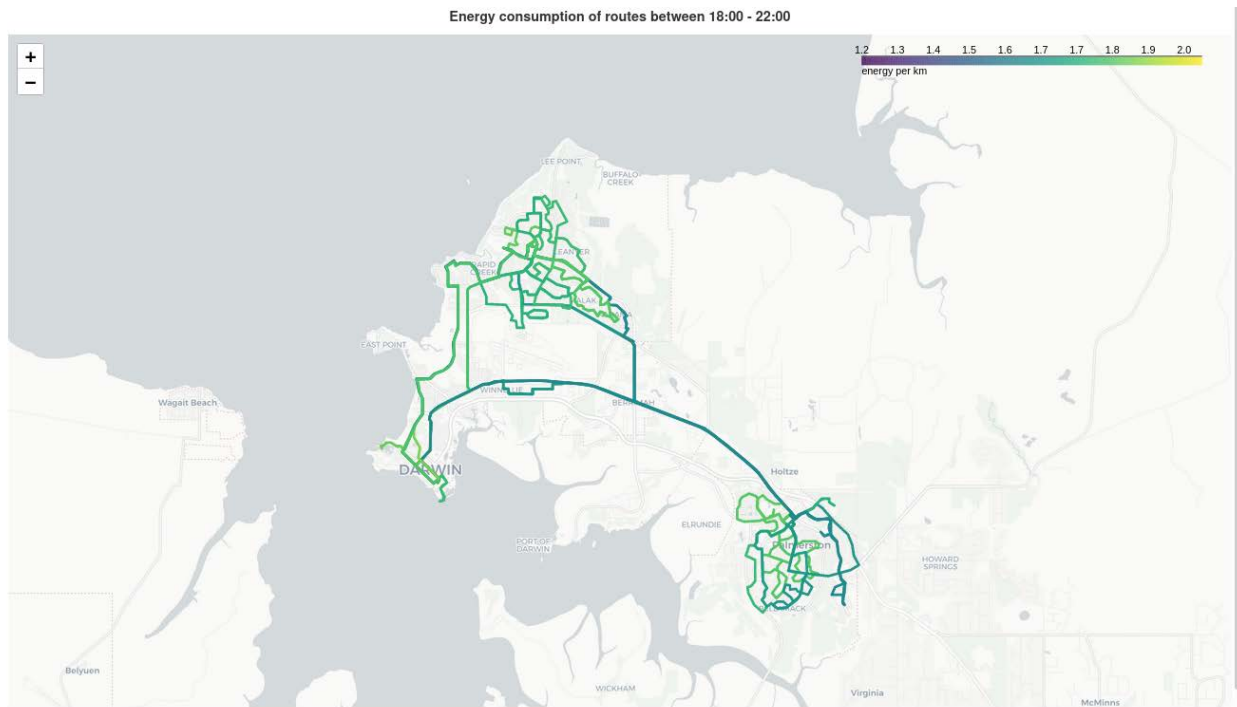 Energy consumption of routes between 18:00 - 22:00
+
−
1.2 1.3 1.4 1.5 1.6 1.7 1.7 1.8 1.9 2.0
energy per km
LEE POINT
BUFFALO
CREEK
RAPID
CREEK
EAST POINT
Wagait Beach
DARWIN
Holtze
ELRUNDIE
PORT OF
DARWIN
Palmerston
HOWARD
SPRINGS
Belyuen
WICKHAM
Virginia
McMinns